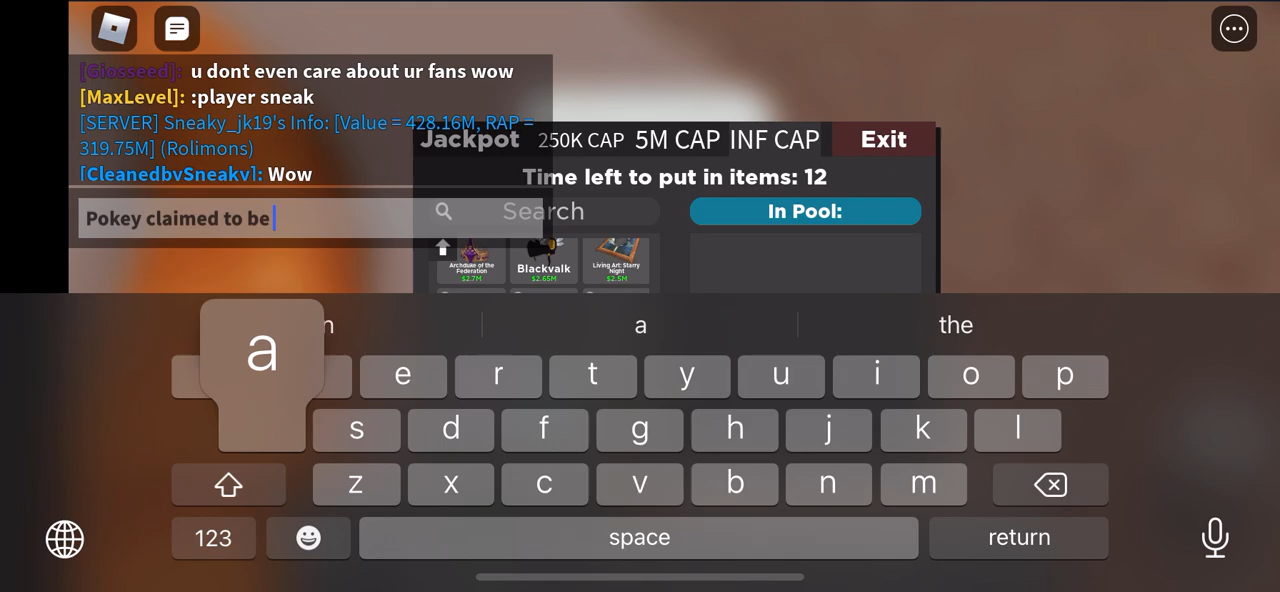 [Giosseed]: u dont even care about ur fans wow
[MaxLevel]: :player sneak
[SERVER] Sneaky_jk19's Info: [Value = 428.16M, RAP =
319.75M] (Rolimons)
[CleanedbySneaky]: Wow
Pokey claimed to be
Jackpot 250K CAP 5M CAP INF CAP Exit
Time left to put in items: 12
Search In Pool:
Archduke of the
Federation
$2.7M
Blackvalk
$2.65M
Living Art: Starry
Night
$2.5M
a the
a
e r t y u i o p
s d f g h j k l
z x c v b n m
123 space return